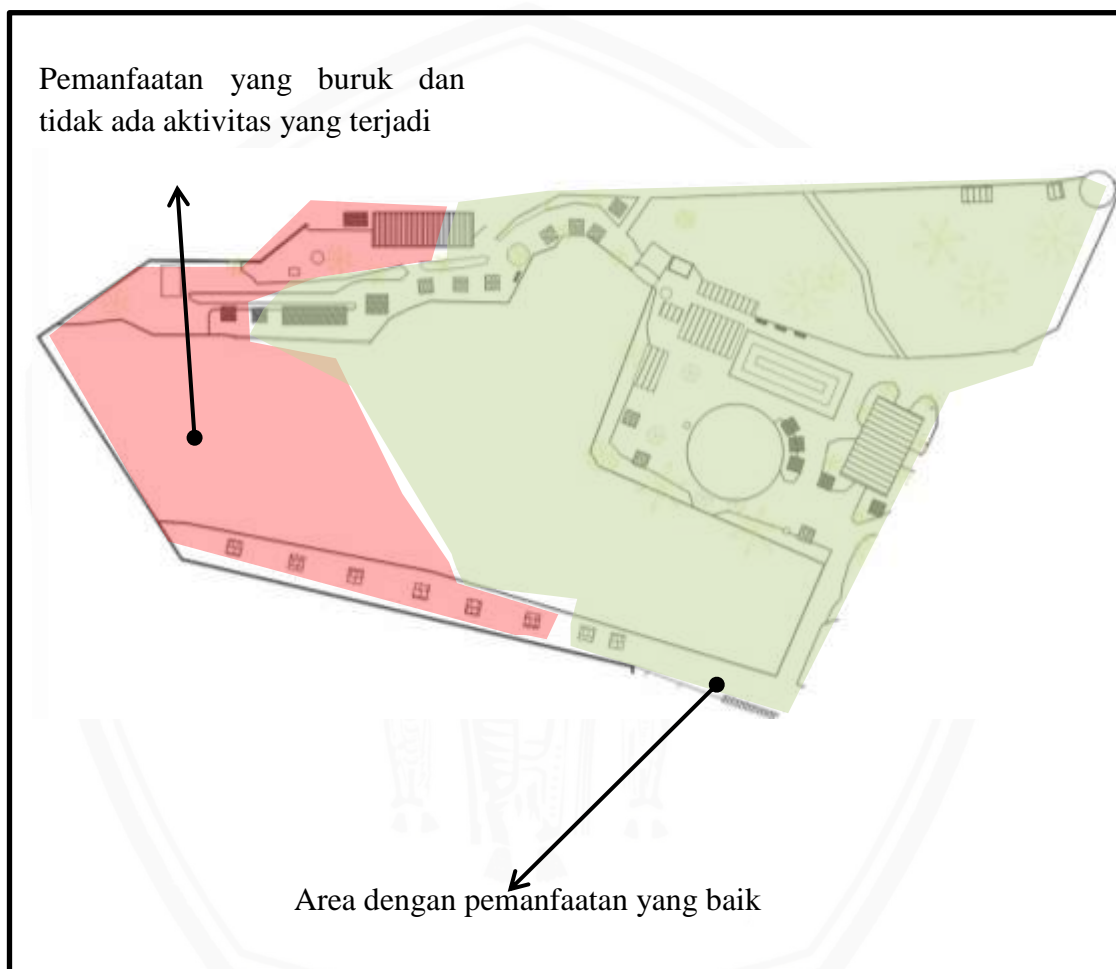 Pemanfaatan yang buruk dan
tidak ada aktivitas yang terjadi
Area dengan pemanfaatan yang baik